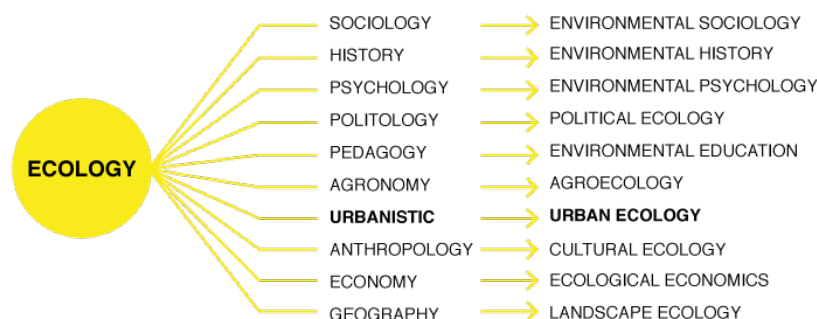 SOCIOLOGY ENVIRONMENTAL SOCIOLOGY
HISTORY ENVIRONMENTAL HISTORY
PSYCHOLOGY ENVIRONMENTAL PSYCHOLOGY
POLITOLOGY POLITICAL ECOLOGY
PEDAGOGY ENVIRONMENTAL EDUCATION
ECOLOGY
AGRONOMY AGROECOLOGY
URBANISTIC URBAN ECOLOGY
ANTHROPOLOGY CULTURAL ECOLOGY
ECONOMY ECOLOGICAL ECONOMICS
GEOGRAPHY LANDSCAPE ECOLOGY